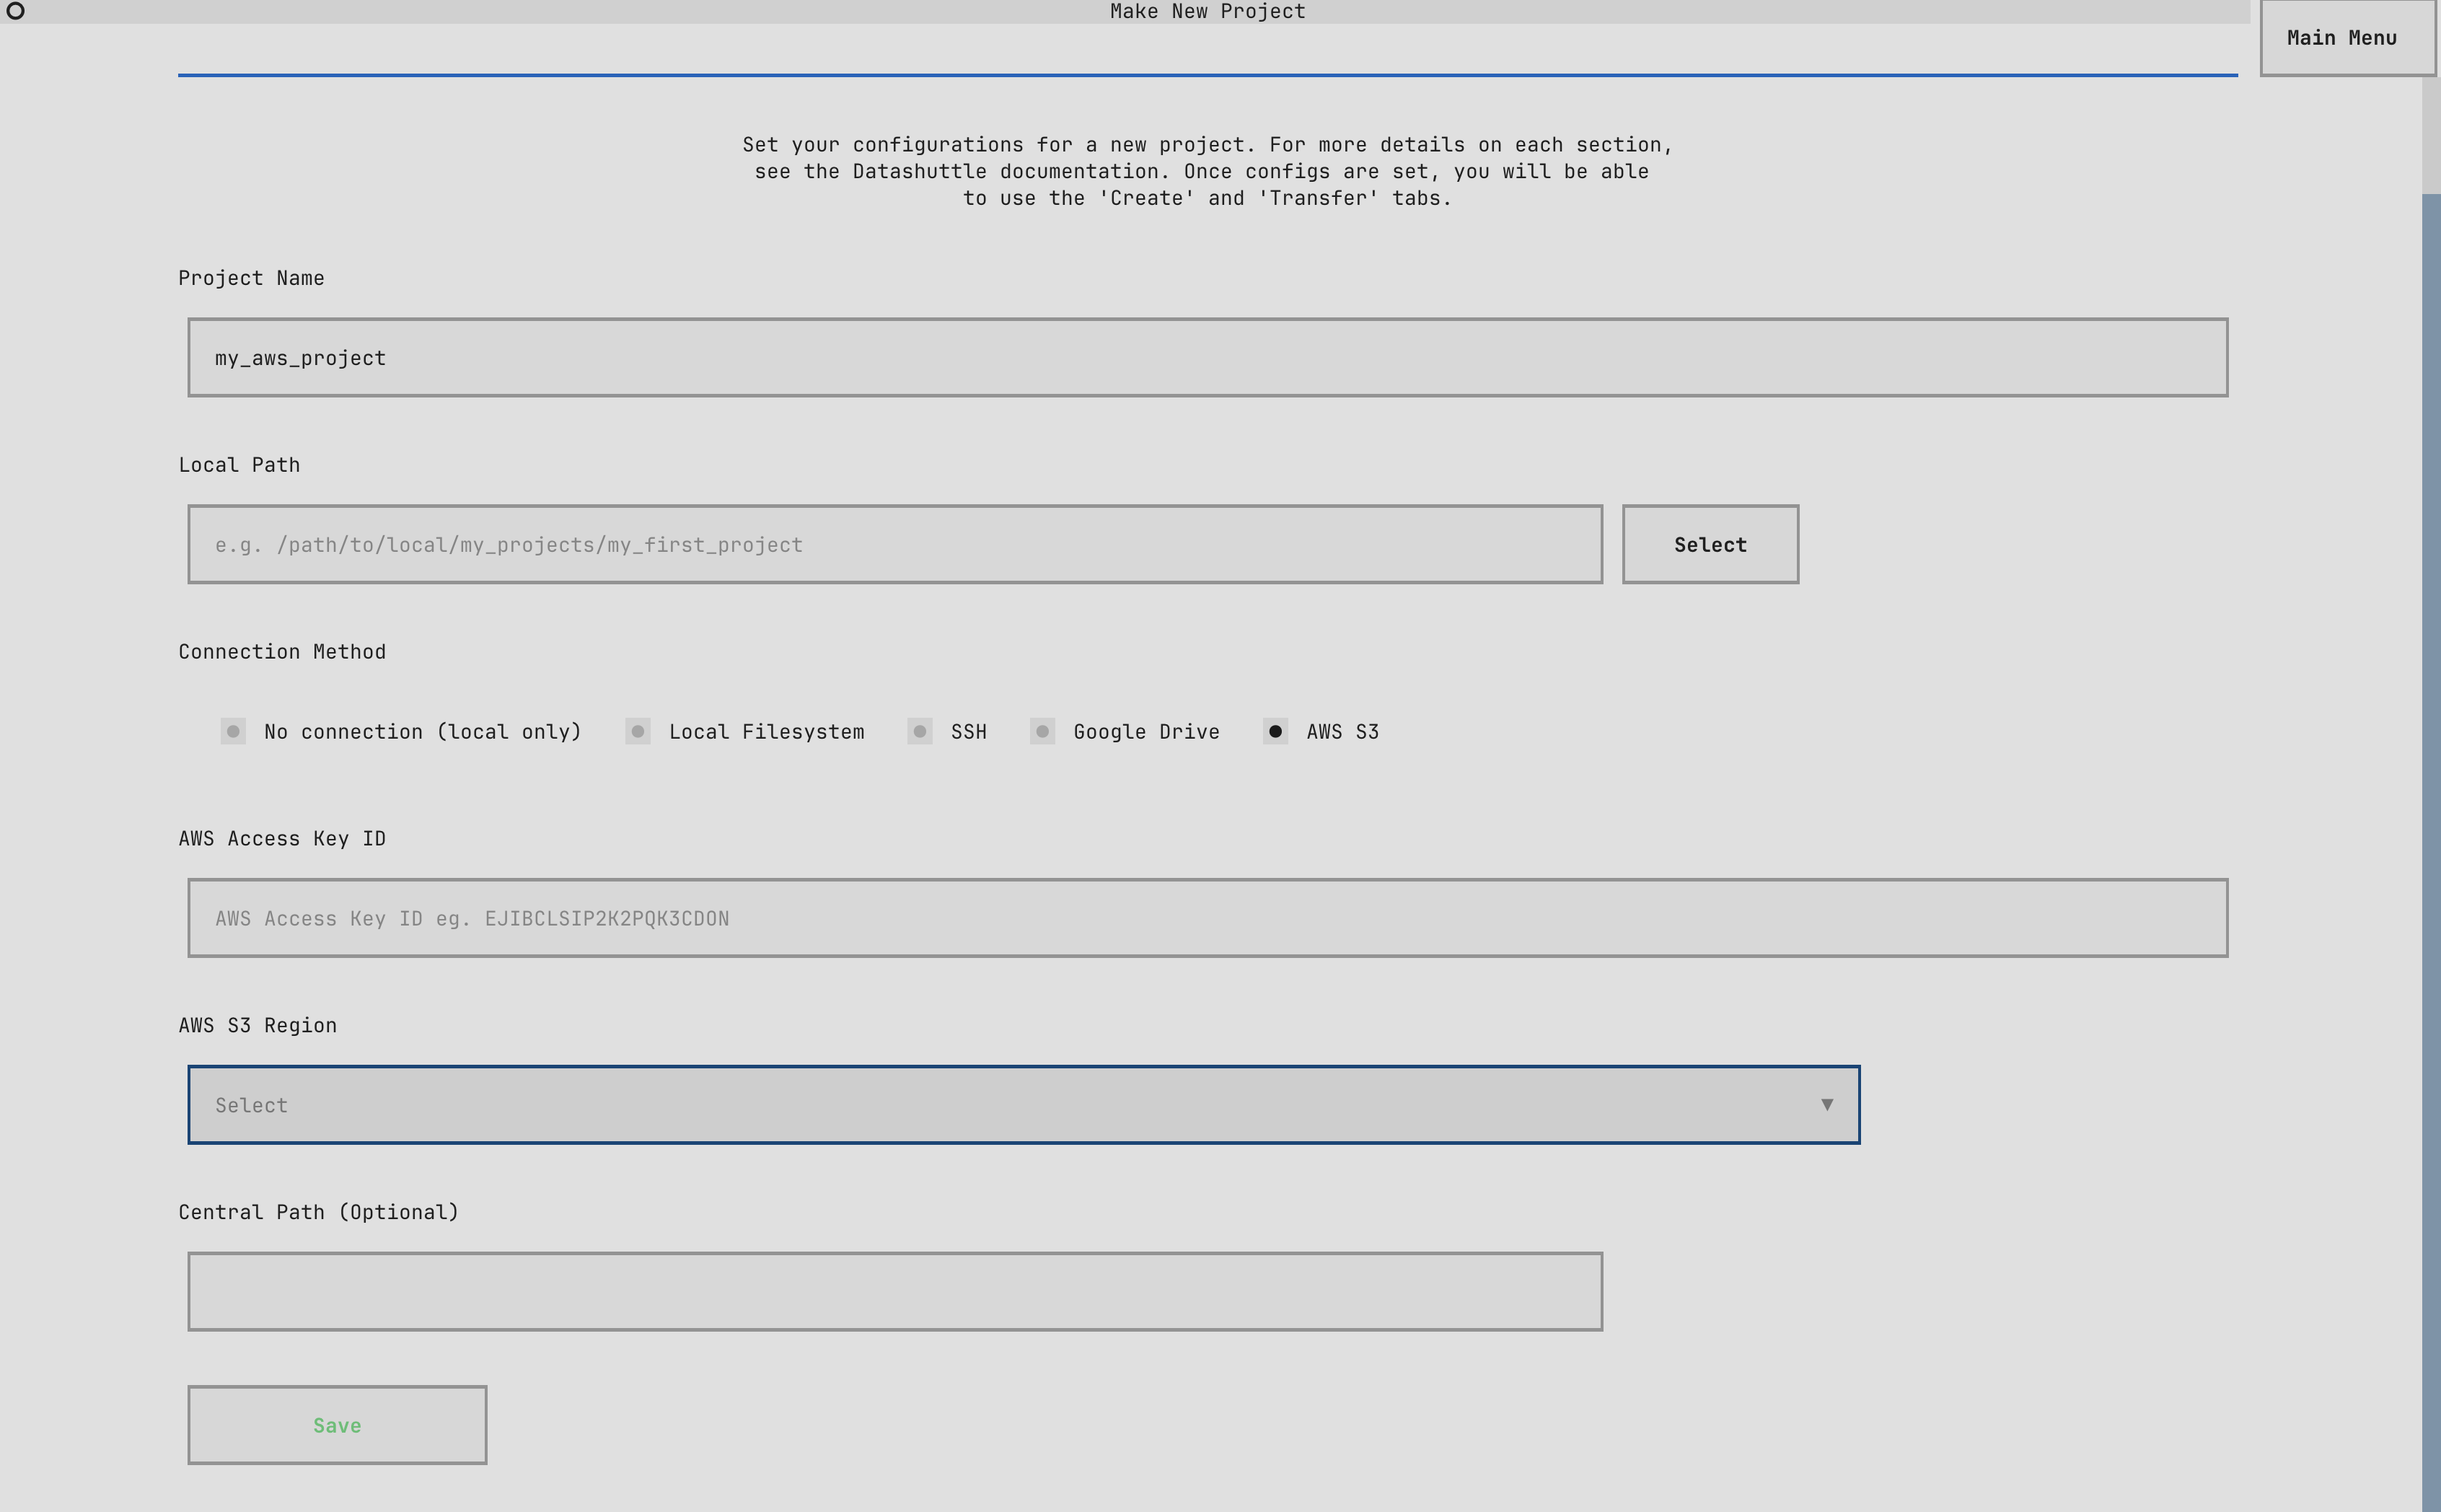 Make New Project
Main Menu
Set your configurations for a new project. For more details on each section,
see the Datashuttle documentation. Once configs are set, you will be able
to use the 'Create' and 'Transfer' tabs.
Project Name
my_aws_project
Local Path
e.g. /path/to/local/my_projects/my_first_project
Select
Connection Method
No connection (local only) Local Filesystem SSH Google Drive AWS S3
AWS Access Key ID
AWS Access Key ID eg. EJIBCLSIP2K2PQK3CDON
AWS S3 Region
Select
Central Path (Optional)
Save